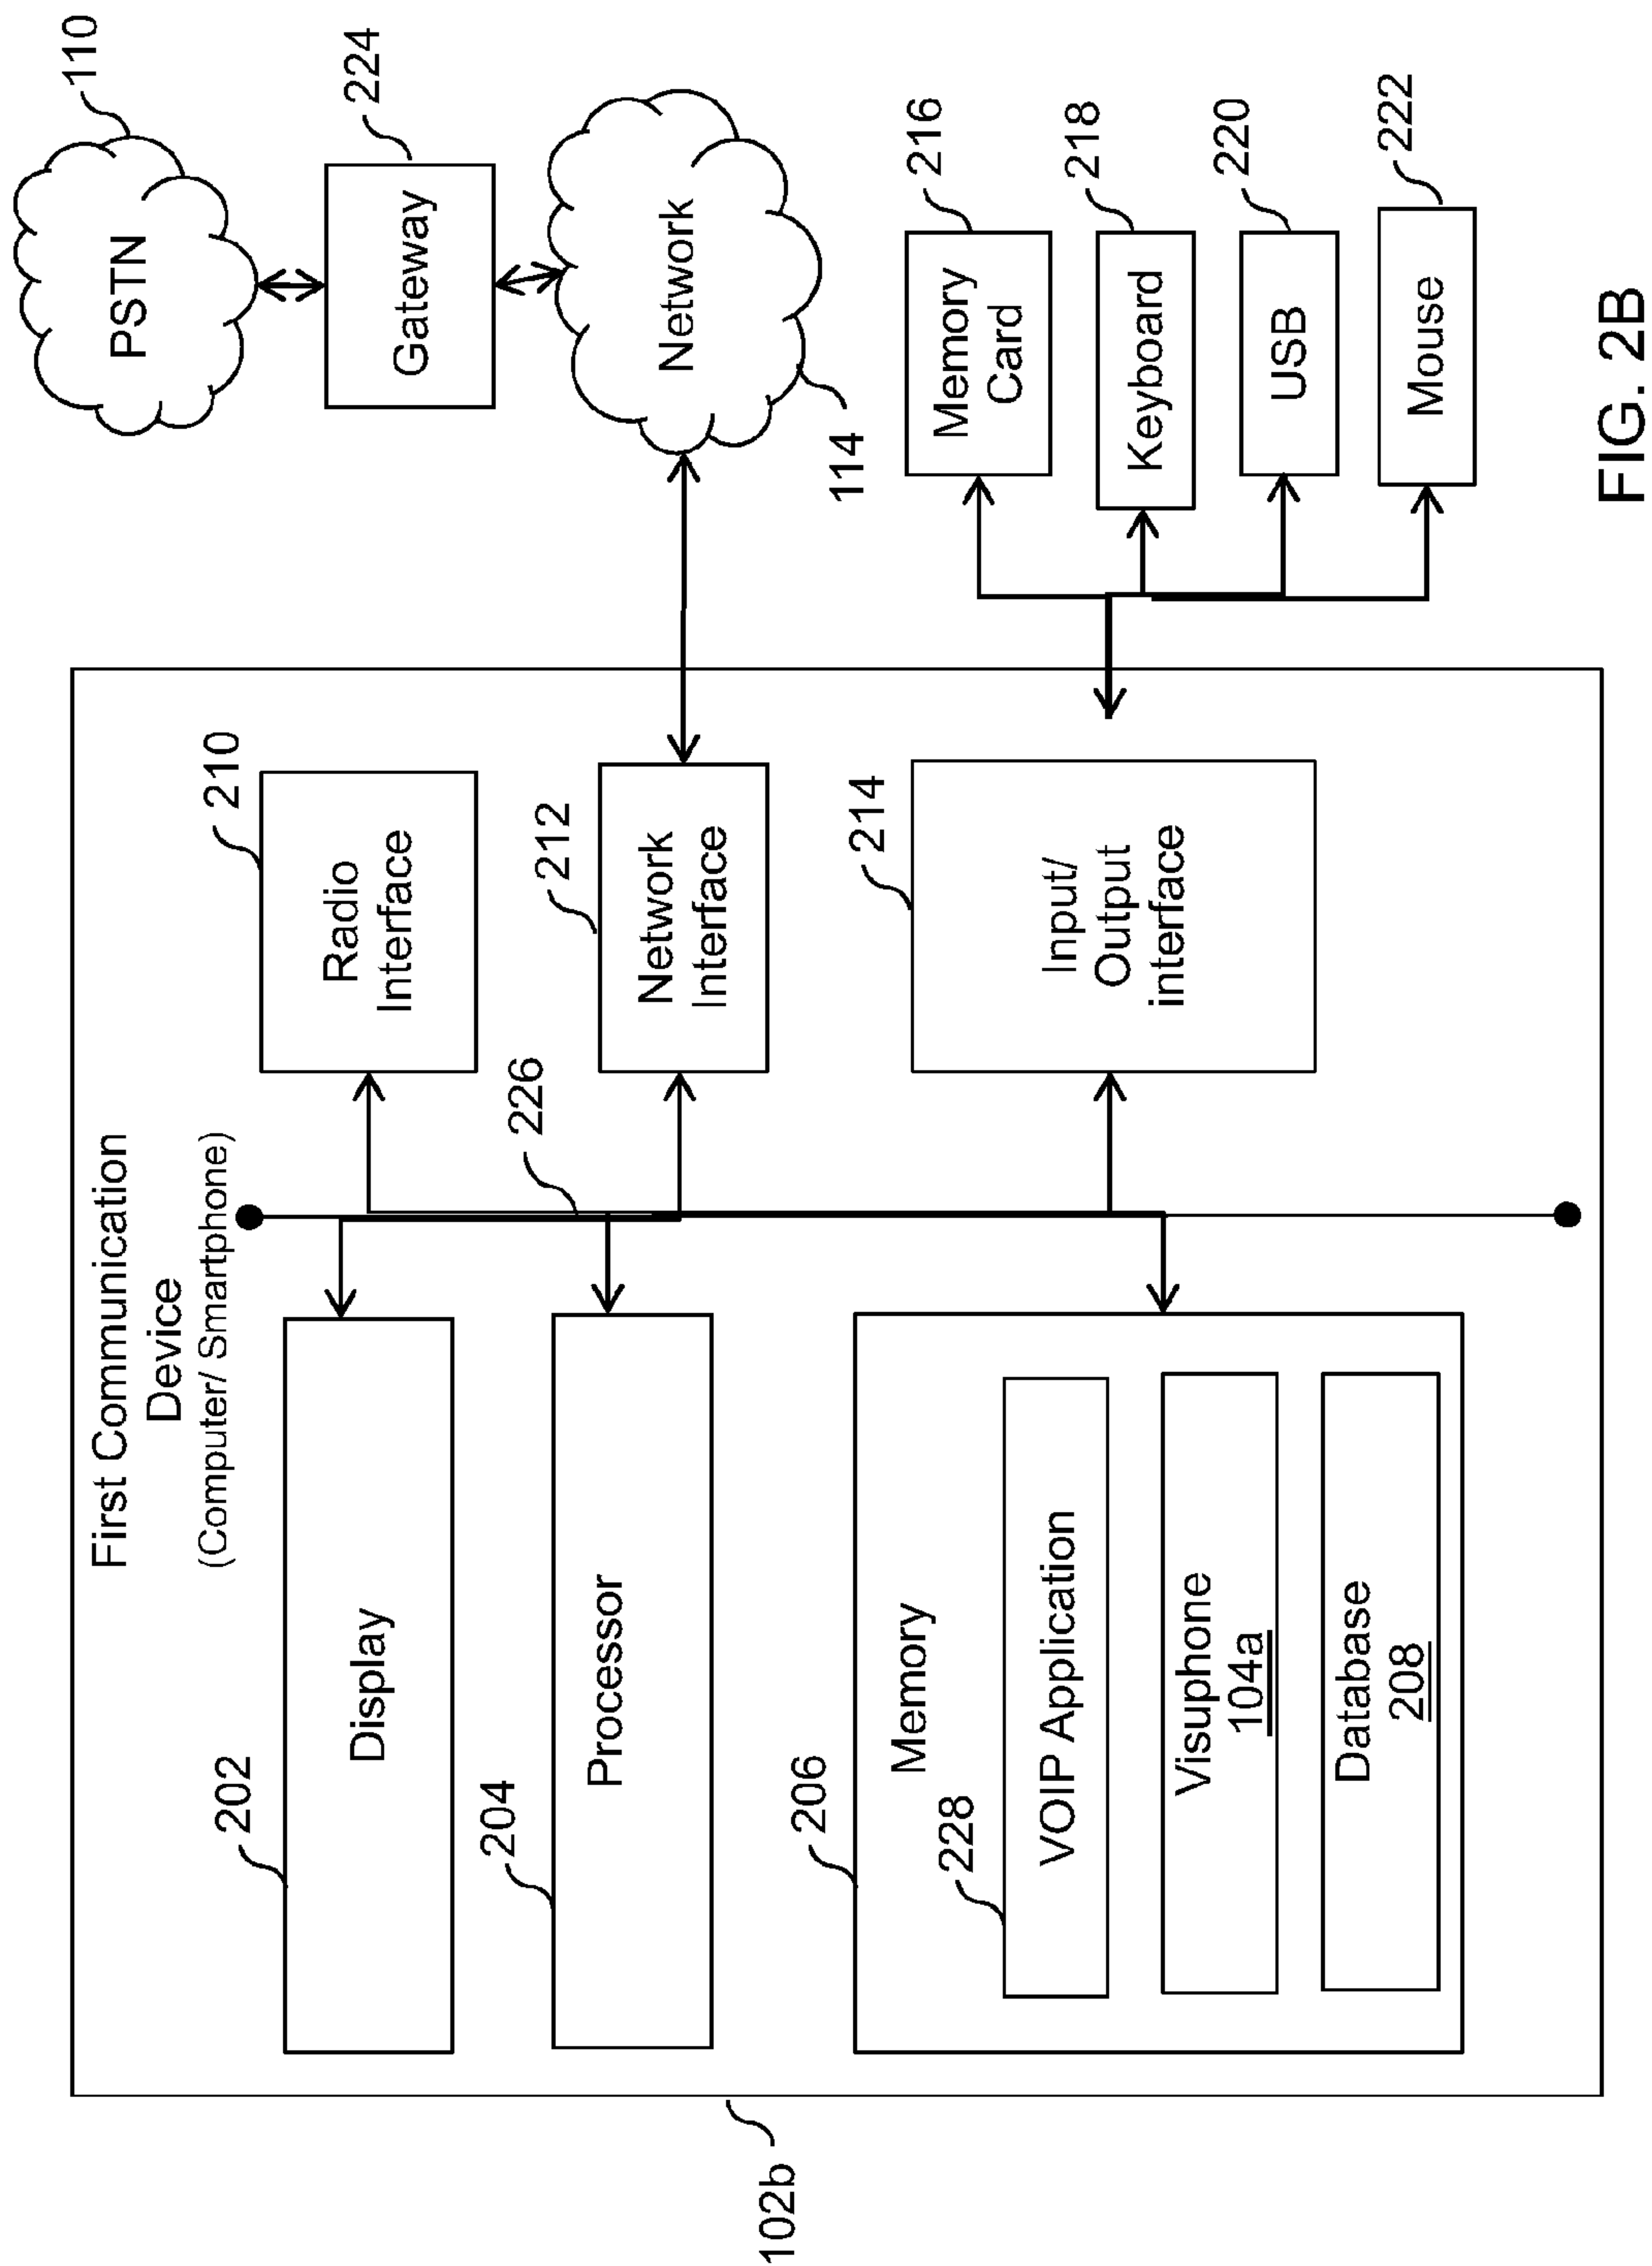 First Communication
Device
(Computer/ Smartphone)
102b
202
Display
204
Processor
206
Memory
228
VOIP Application
Visuphone
104a
Database
208
226
210
Radio
Interface
212
Network
Interface
214
Input/
Output
interface
PSTN
110
Gateway
224
Network
114
Memory
Card
216
Keyboard
218
USB
220
Mouse
222
FIG. 2B